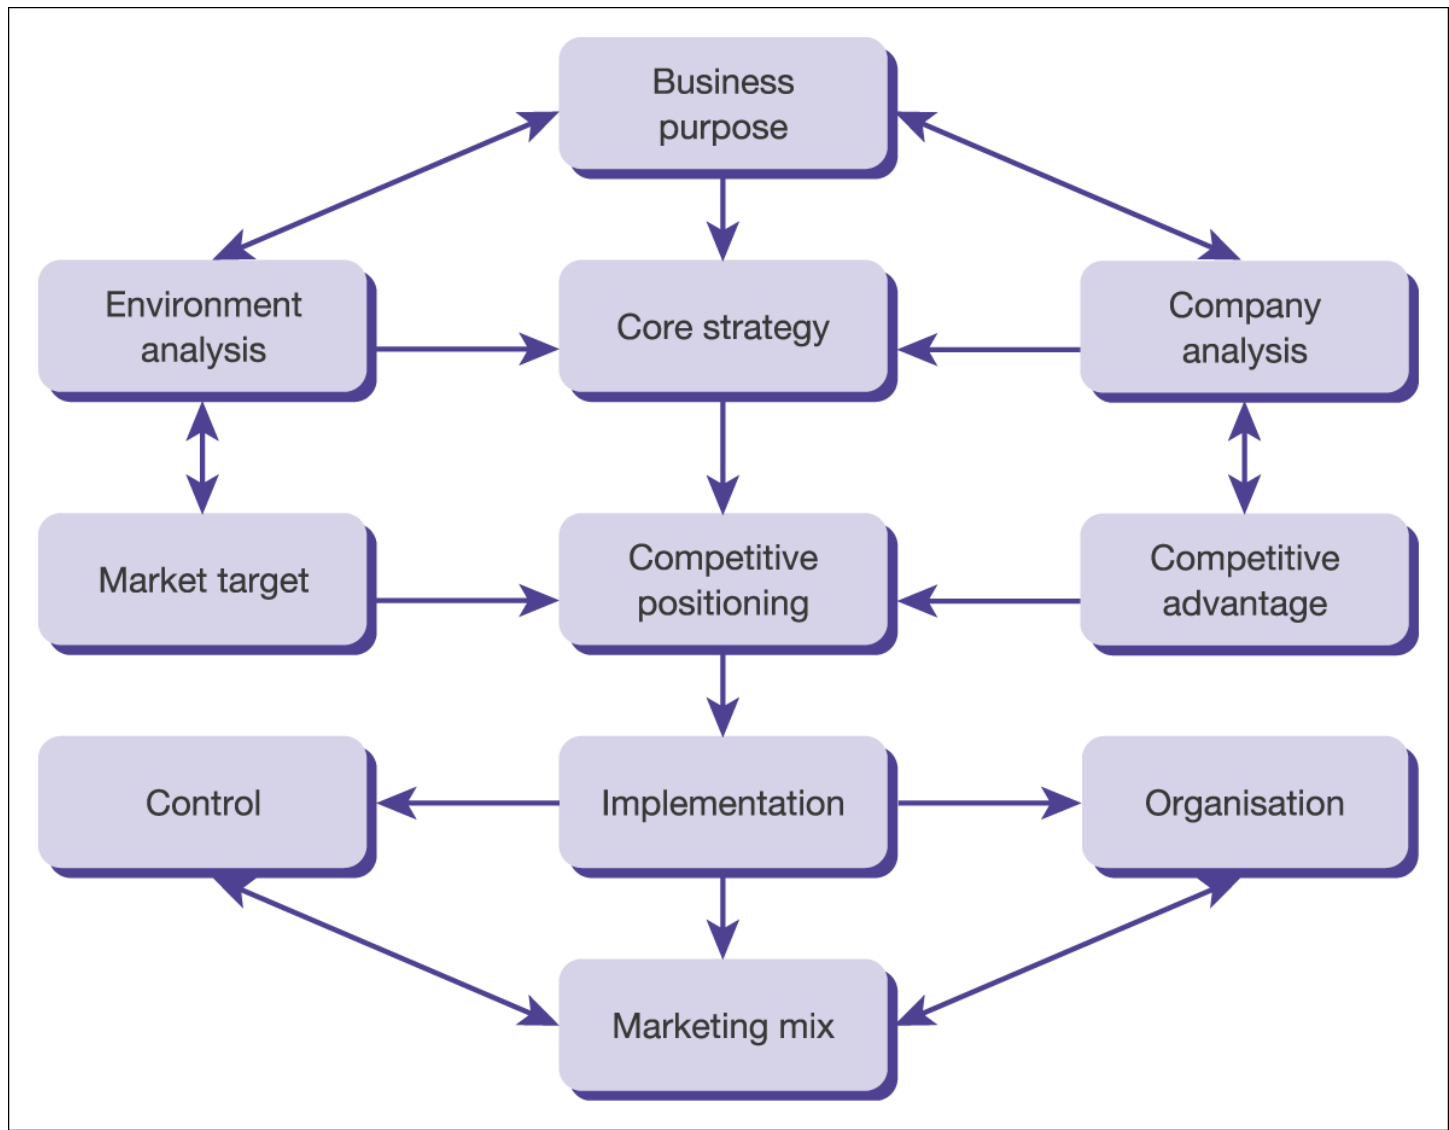 Business
purpose
Environment
analysis
Core strategy
Company
analysis
Market target
Competitive
positioning
Competitive
advantage
Control
Implementation
Organisation
Marketing mix